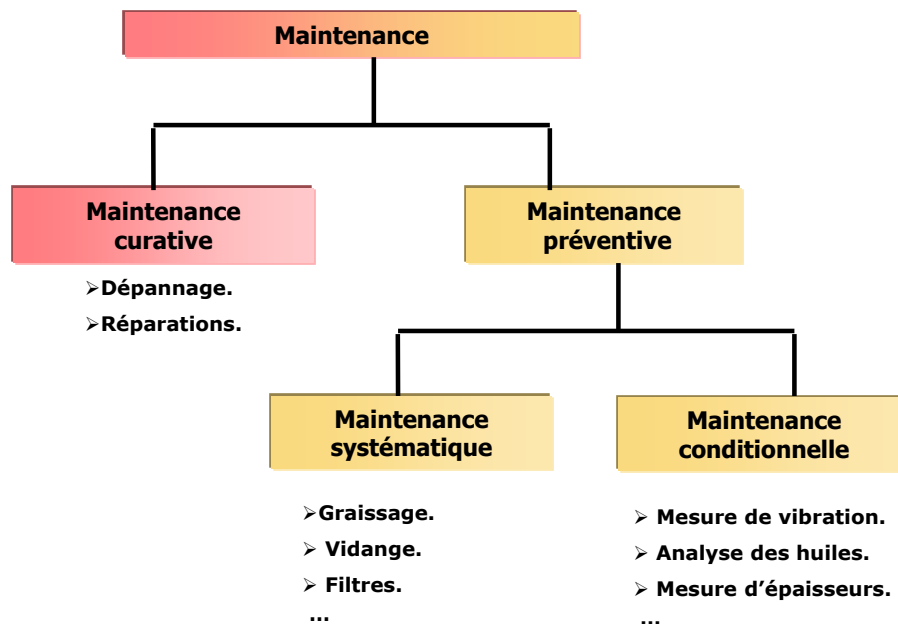 Maintenance
Maintenance
curative
Maintenance
préventive
➢Dépannage.
➢Réparations.
Maintenance
systématique
Maintenance
conditionnelle
➢Graissage.
➢ Vidange.
➢ Filtres.
...
➢ Mesure de vibration.
➢ Analyse des huiles.
➢ Mesure d’épaisseurs.
...